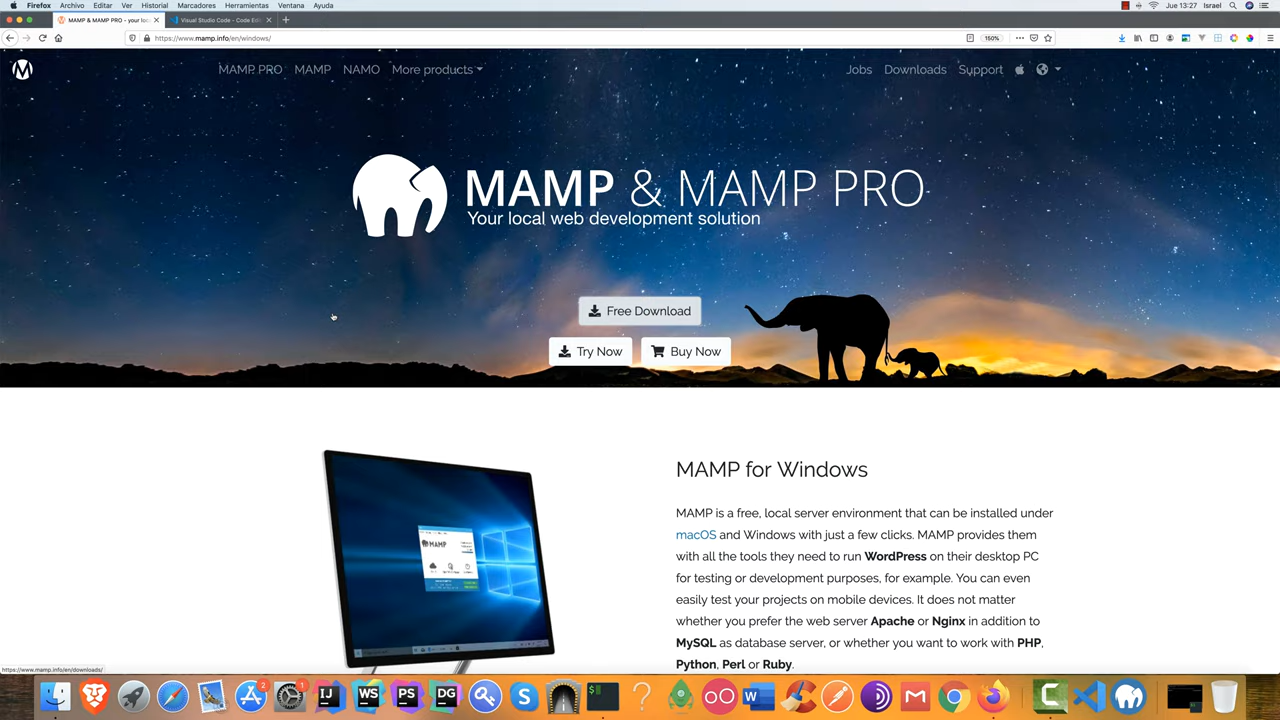 Firefox Archivo Editar Ver Historial Marcadores Herramientas Ventana Ayuda
Jue 13:27 Israel
MAMP & MAMP PRO - your loc
Visual Studio Code - Code Edit
https://www.mamp.info/en/windows/
150%
MAMP PRO MAMP NAMO More products
Jobs Downloads Support
MAMP & MAMP PRO
Your local web development solution
Free Download
Try Now
Buy Now
MAMP for Windows
MAMP is a free, local server environment that can be installed under
macOS and Windows with just a few clicks. MAMP provides them
with all the tools they need to run WordPress on their desktop PC
for testing or development purposes, for example. You can even
easily test your projects on mobile devices. It does not matter
whether you prefer the web server Apache or Nginx in addition to
MySQL as database server, or whether you want to work with PHP,
Python, Perl or Ruby.
MAMP
https://www.mamp.info/en/downloads/
2
1
IJ
WS
PS
DG